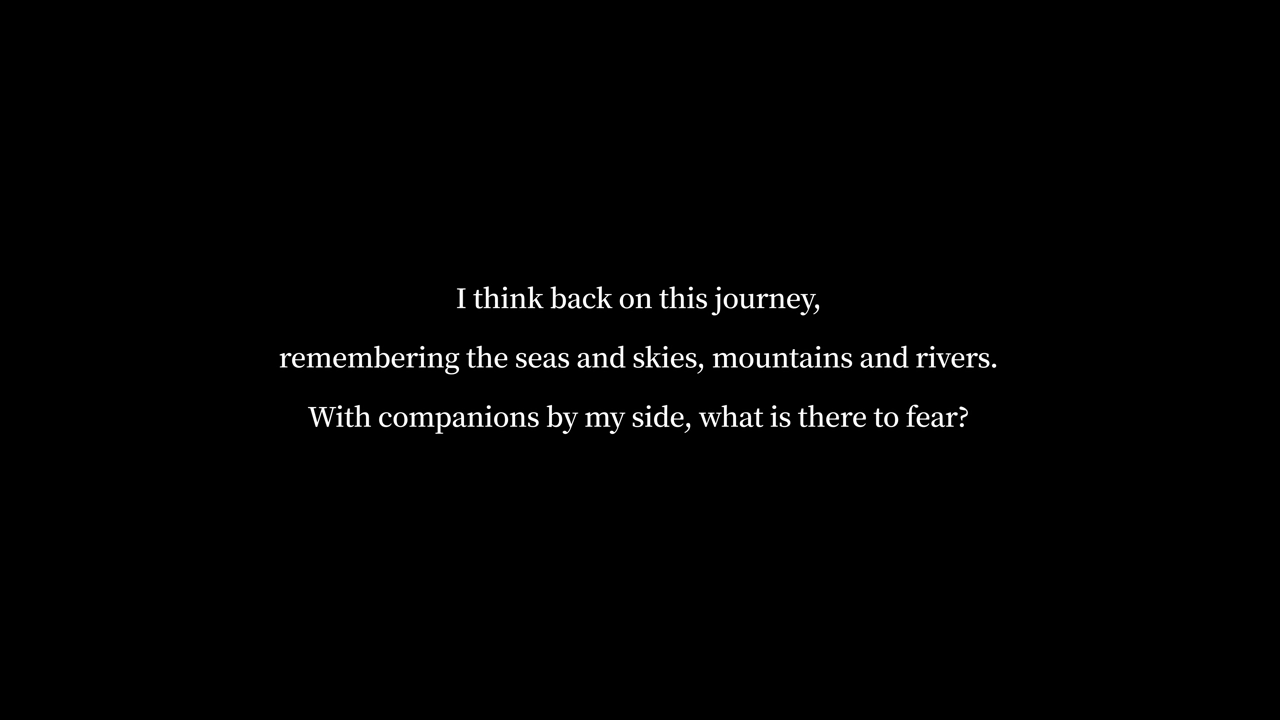 I think back on this journey,
remembering the seas and skies, mountains and rivers.
With companions by my side, what is there to fear?